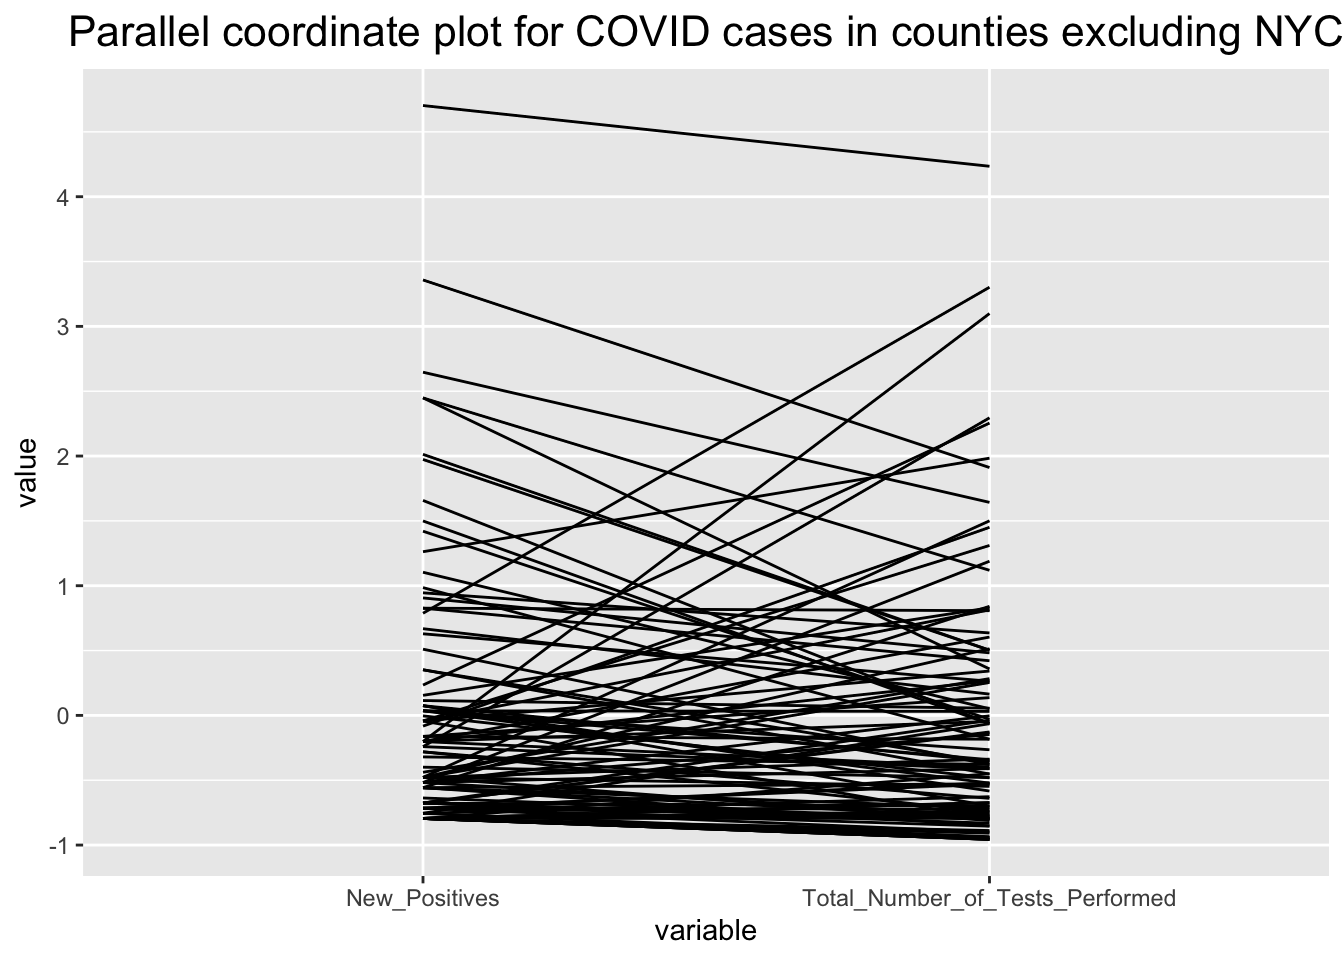 Parallel coordinate plot for COVID cases in counties excluding NYC
value
4
3
2
1
0
-1
New_Positives
Total_Number_of_Tests_Performed
variable